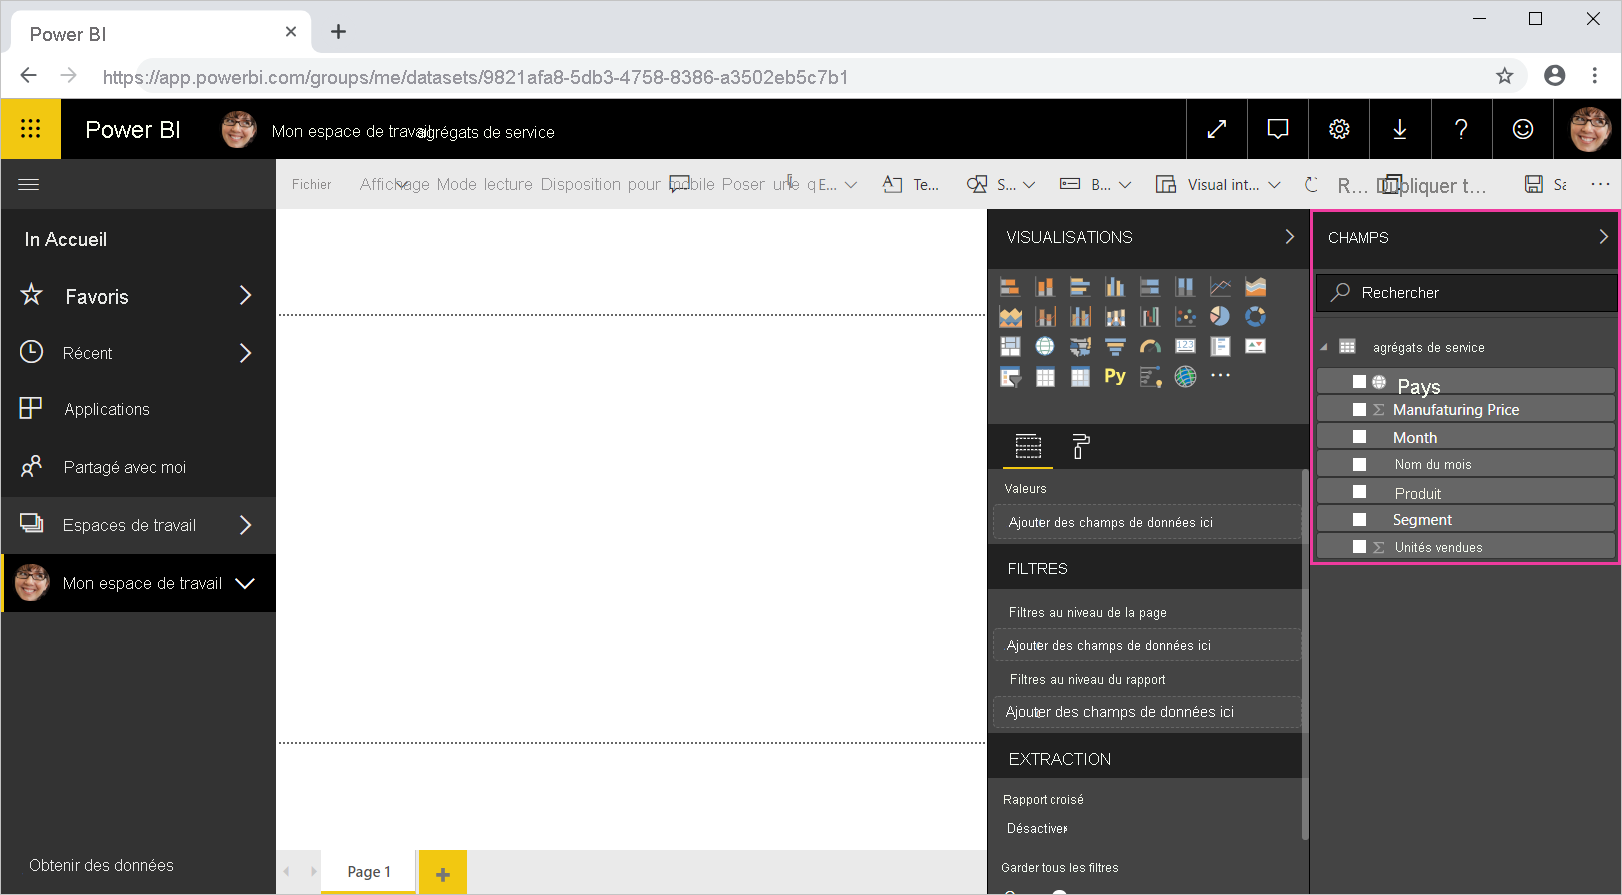 Power BI
https://app.powerbi.com/groups/me/datasets/9821afa8-5db3-4758-8386-a3502eb5c7b1
Power BI
Mon espace de travail
agrégats de service
Fichier Affichage Mode lecture Disposition pour mobile Poser une q E... Te... S... B... Visual int... R... Dupliquer t... Sa ...
In Accueil
Favoris
Récent
Applications
Partagé avec moi
Espaces de travail
Mon espace de travail
Obtenir des données
Page 1
VISUALISATIONS
123
Py
Valeurs
Ajouter des champs de données ici
FILTRES
Filtres au niveau de la page
Ajouter des champs de données ici
Filtres au niveau du rapport
Ajouter des champs de données ici
EXTRACTION
Rapport croisé
Désactiver
Garder tous les filtres
CHAMPS
Rechercher
agrégats de service
Pays
Σ Manufaturing Price
Month
Nom du mois
Produit
Segment
Σ Unités vendues